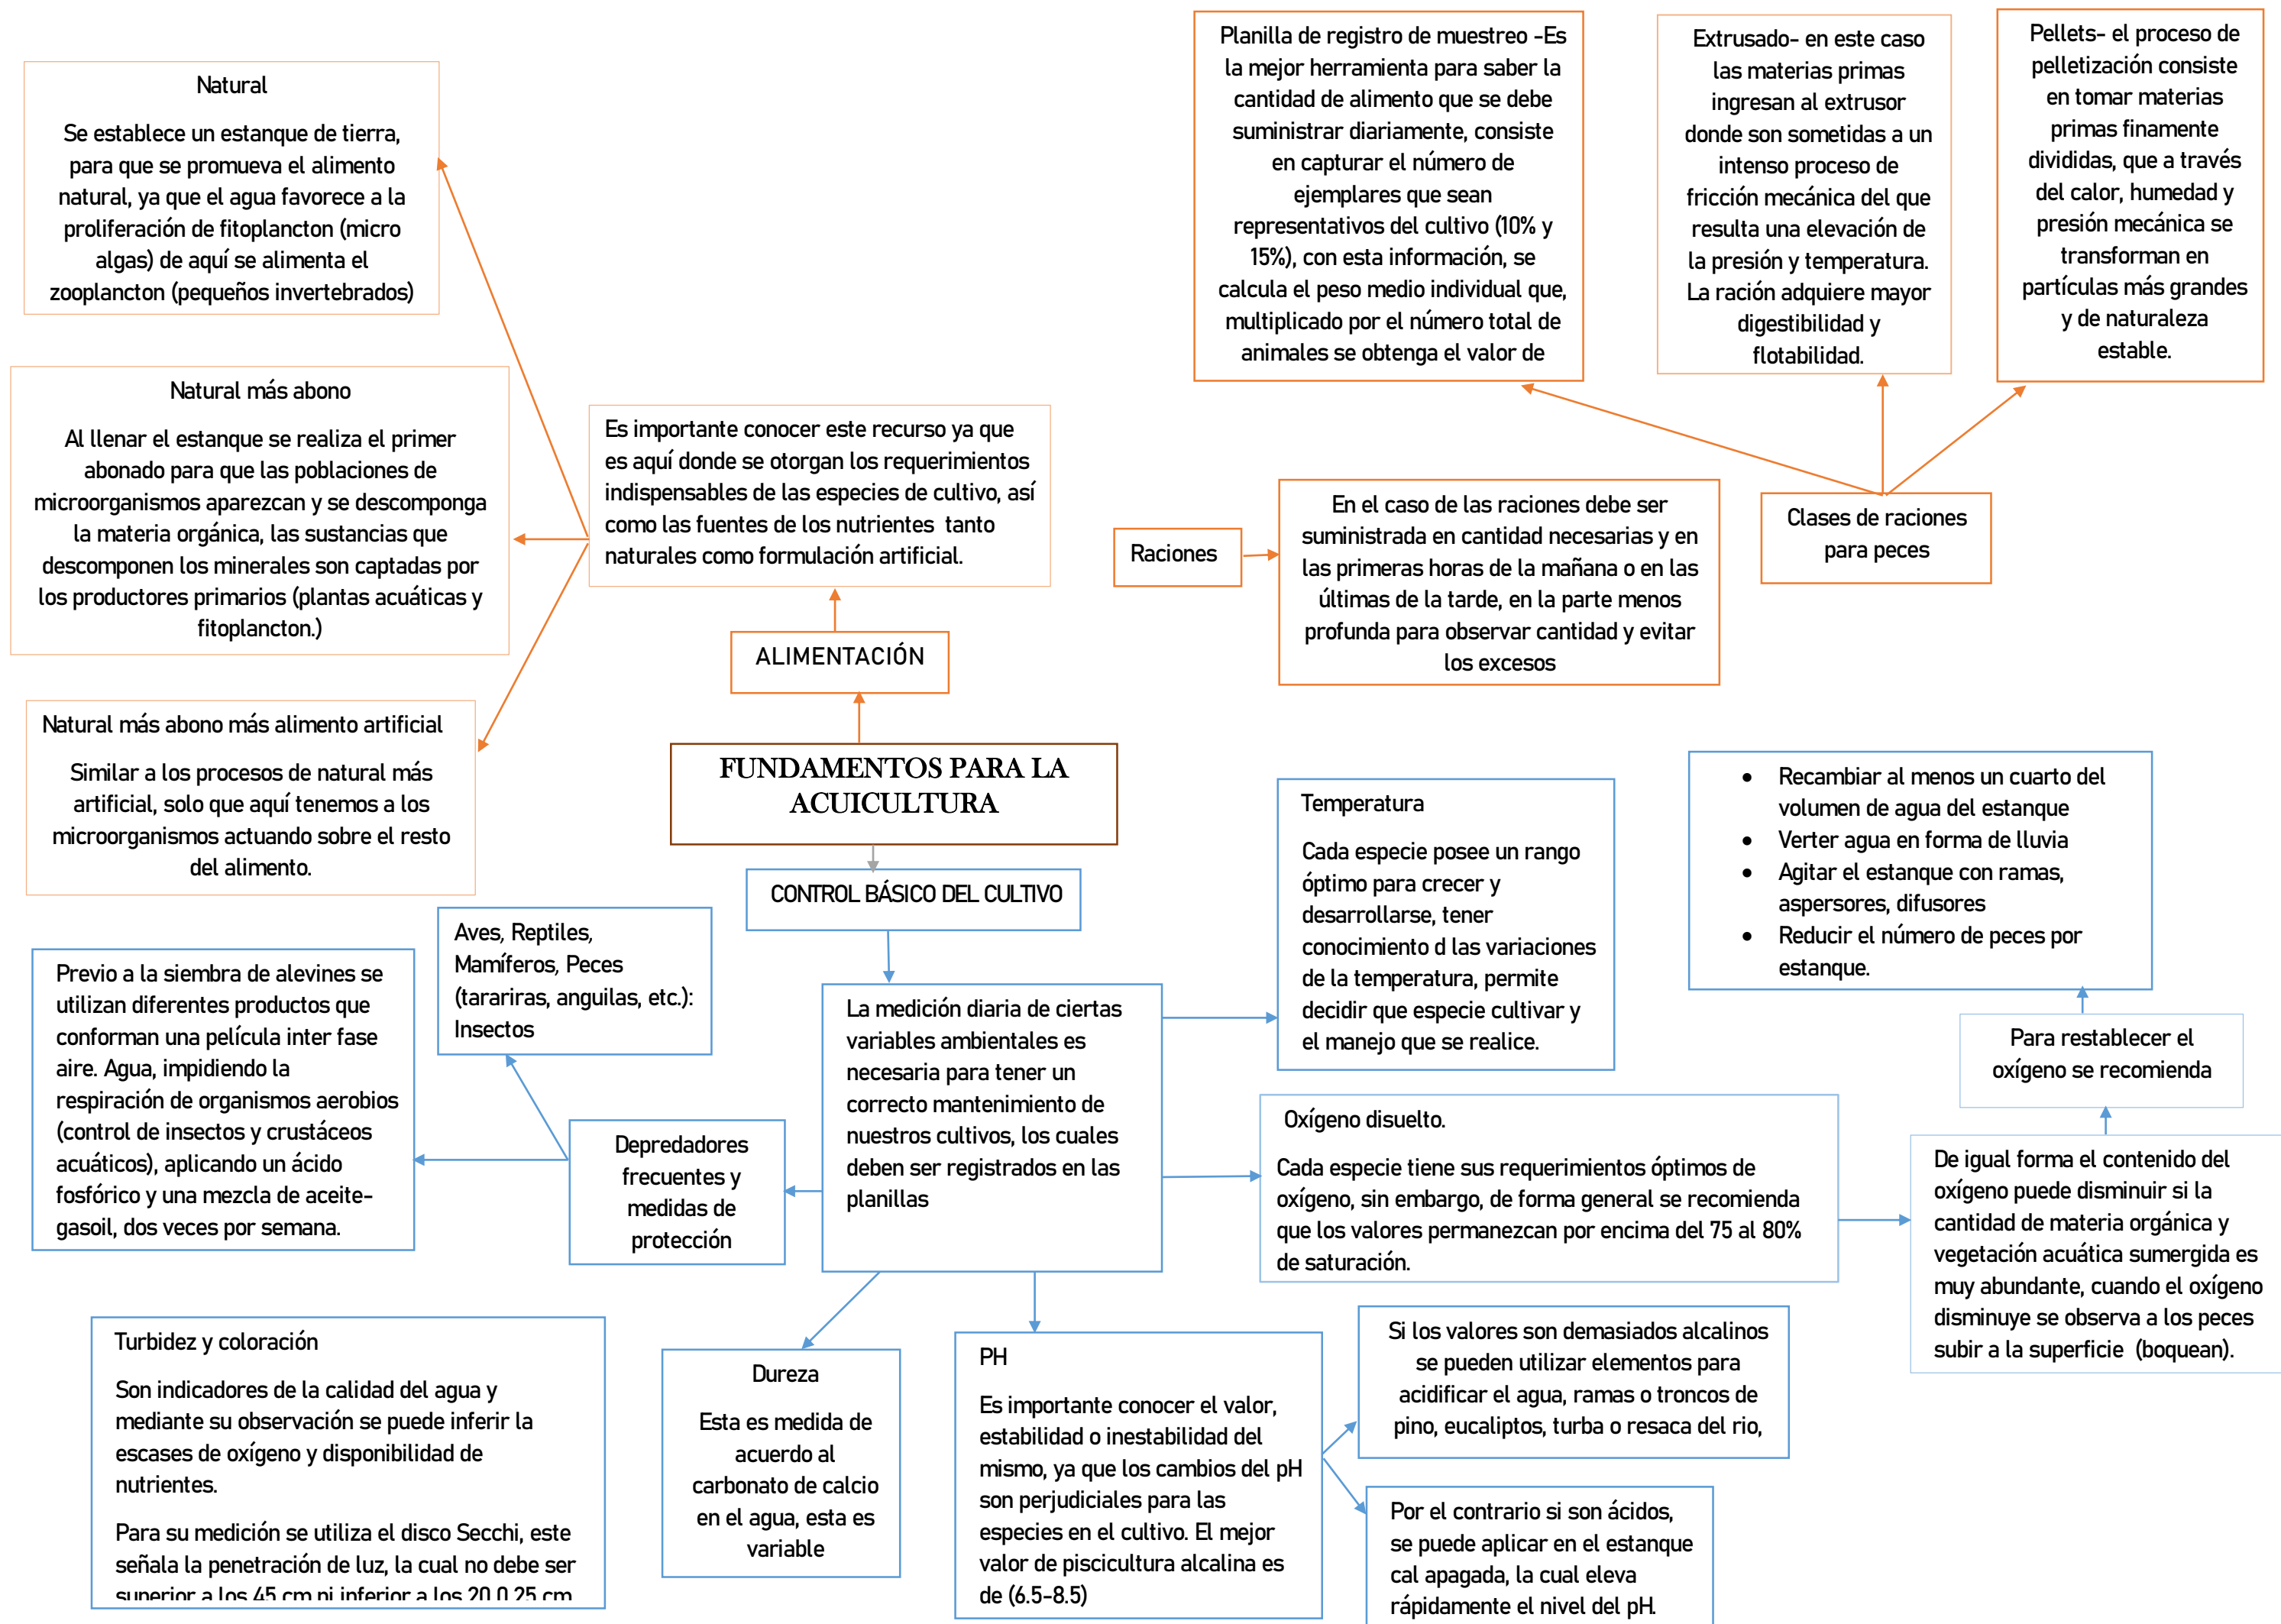 Natural
Se establece un estanque de tierra,
para que se promueva el alimento
natural, ya que el agua favorece a la
proliferación de fitoplancton (micro
algas) de aquí se alimenta el
zooplancton (pequeños invertebrados)
Natural más abono
Al llenar el estanque se realiza el primer
abonado para que las poblaciones de
microorganismos aparezcan y se descomponga
la materia orgánica, las sustancias que
descomponen los minerales son captadas por
los productores primarios (plantas acuáticas y
fitoplancton.)
Natural más abono más alimento artificial
Similar a los procesos de natural más
artificial, solo que aquí tenemos a los
microorganismos actuando sobre el resto
del alimento.
Es importante conocer este recurso ya que
es aquí donde se otorgan los requerimientos
indispensables de las especies de cultivo, así
como las fuentes de los nutrientes tanto
naturales como formulación artificial.
ALIMENTACIÓN
Planilla de registro de muestreo -Es
la mejor herramienta para saber la
cantidad de alimento que se debe
suministrar diariamente, consiste
en capturar el número de
ejemplares que sean
representativos del cultivo (10% y
15%), con esta información, se
calcula el peso medio individual que,
multiplicado por el número total de
animales se obtenga el valor de
Extrusado- en este caso
las materias primas
ingresan al extrusor
donde son sometidas a un
intenso proceso de
fricción mecánica del que
resulta una elevación de
la presión y temperatura.
La ración adquiere mayor
digestibilidad y
flotabilidad.
Pellets- el proceso de
pelletización consiste
en tomar materias
primas finamente
divididas, que a través
del calor, humedad y
presión mecánica se
transforman en
partículas más grandes
y de naturaleza
estable.
Raciones
En el caso de las raciones debe ser
suministrada en cantidad necesarias y en
las primeras horas de la mañana o en las
últimas de la tarde, en la parte menos
profunda para observar cantidad y evitar
los excesos
Clases de raciones
para peces
FUNDAMENTOS PARA LA
ACUICULTURA
CONTROL BÁSICO DEL CULTIVO
La medición diaria de ciertas
variables ambientales es
necesaria para tener un
correcto mantenimiento de
nuestros cultivos, los cuales
deben ser registrados en las
planillas
Aves, Reptiles,
Mamíferos, Peces
(tarariras, anguilas, etc.):
Insectos
Previo a la siembra de alevines se
utilizan diferentes productos que
conforman una película inter fase
aire. Agua, impidiendo la
respiración de organismos aerobios
(control de insectos y crustáceos
acuáticos), aplicando un ácido
fosfórico y una mezcla de aceite-
gasoil, dos veces por semana.
Depredadores
frecuentes y
medidas de
protección
Temperatura
Cada especie posee un rango
óptimo para crecer y
desarrollarse, tener
conocimiento d las variaciones
de la temperatura, permite
decidir que especie cultivar y
el manejo que se realice.
Oxígeno disuelto.
Cada especie tiene sus requerimientos óptimos de
oxígeno, sin embargo, de forma general se recomienda
que los valores permanezcan por encima del 75 al 80%
de saturación.
• Recambiar al menos un cuarto del
volumen de agua del estanque
• Verter agua en forma de lluvia
• Agitar el estanque con ramas,
aspersores, difusores
• Reducir el número de peces por
estanque.
Para restablecer el
oxígeno se recomienda
De igual forma el contenido del
oxígeno puede disminuir si la
cantidad de materia orgánica y
vegetación acuática sumergida es
muy abundante, cuando el oxígeno
disminuye se observa a los peces
subir a la superficie (boquean).
Turbidez y coloración
Son indicadores de la calidad del agua y
mediante su observación se puede inferir la
escases de oxígeno y disponibilidad de
nutrientes.
Para su medición se utiliza el disco Secchi, este
señala la penetración de luz, la cual no debe ser
superior a los 45 cm ni inferior a los 20 0 25 cm
Dureza
Esta es medida de
acuerdo al
carbonato de calcio
en el agua, esta es
variable
PH
Es importante conocer el valor,
estabilidad o inestabilidad del
mismo, ya que los cambios del pH
son perjudiciales para las
especies en el cultivo. El mejor
valor de piscicultura alcalina es
de (6.5-8.5)
Si los valores son demasiados alcalinos
se pueden utilizar elementos para
acidificar el agua, ramas o troncos de
pino, eucaliptos, turba o resaca del rio,
Por el contrario si son ácidos,
se puede aplicar en el estanque
cal apagada, la cual eleva
rápidamente el nivel del pH.